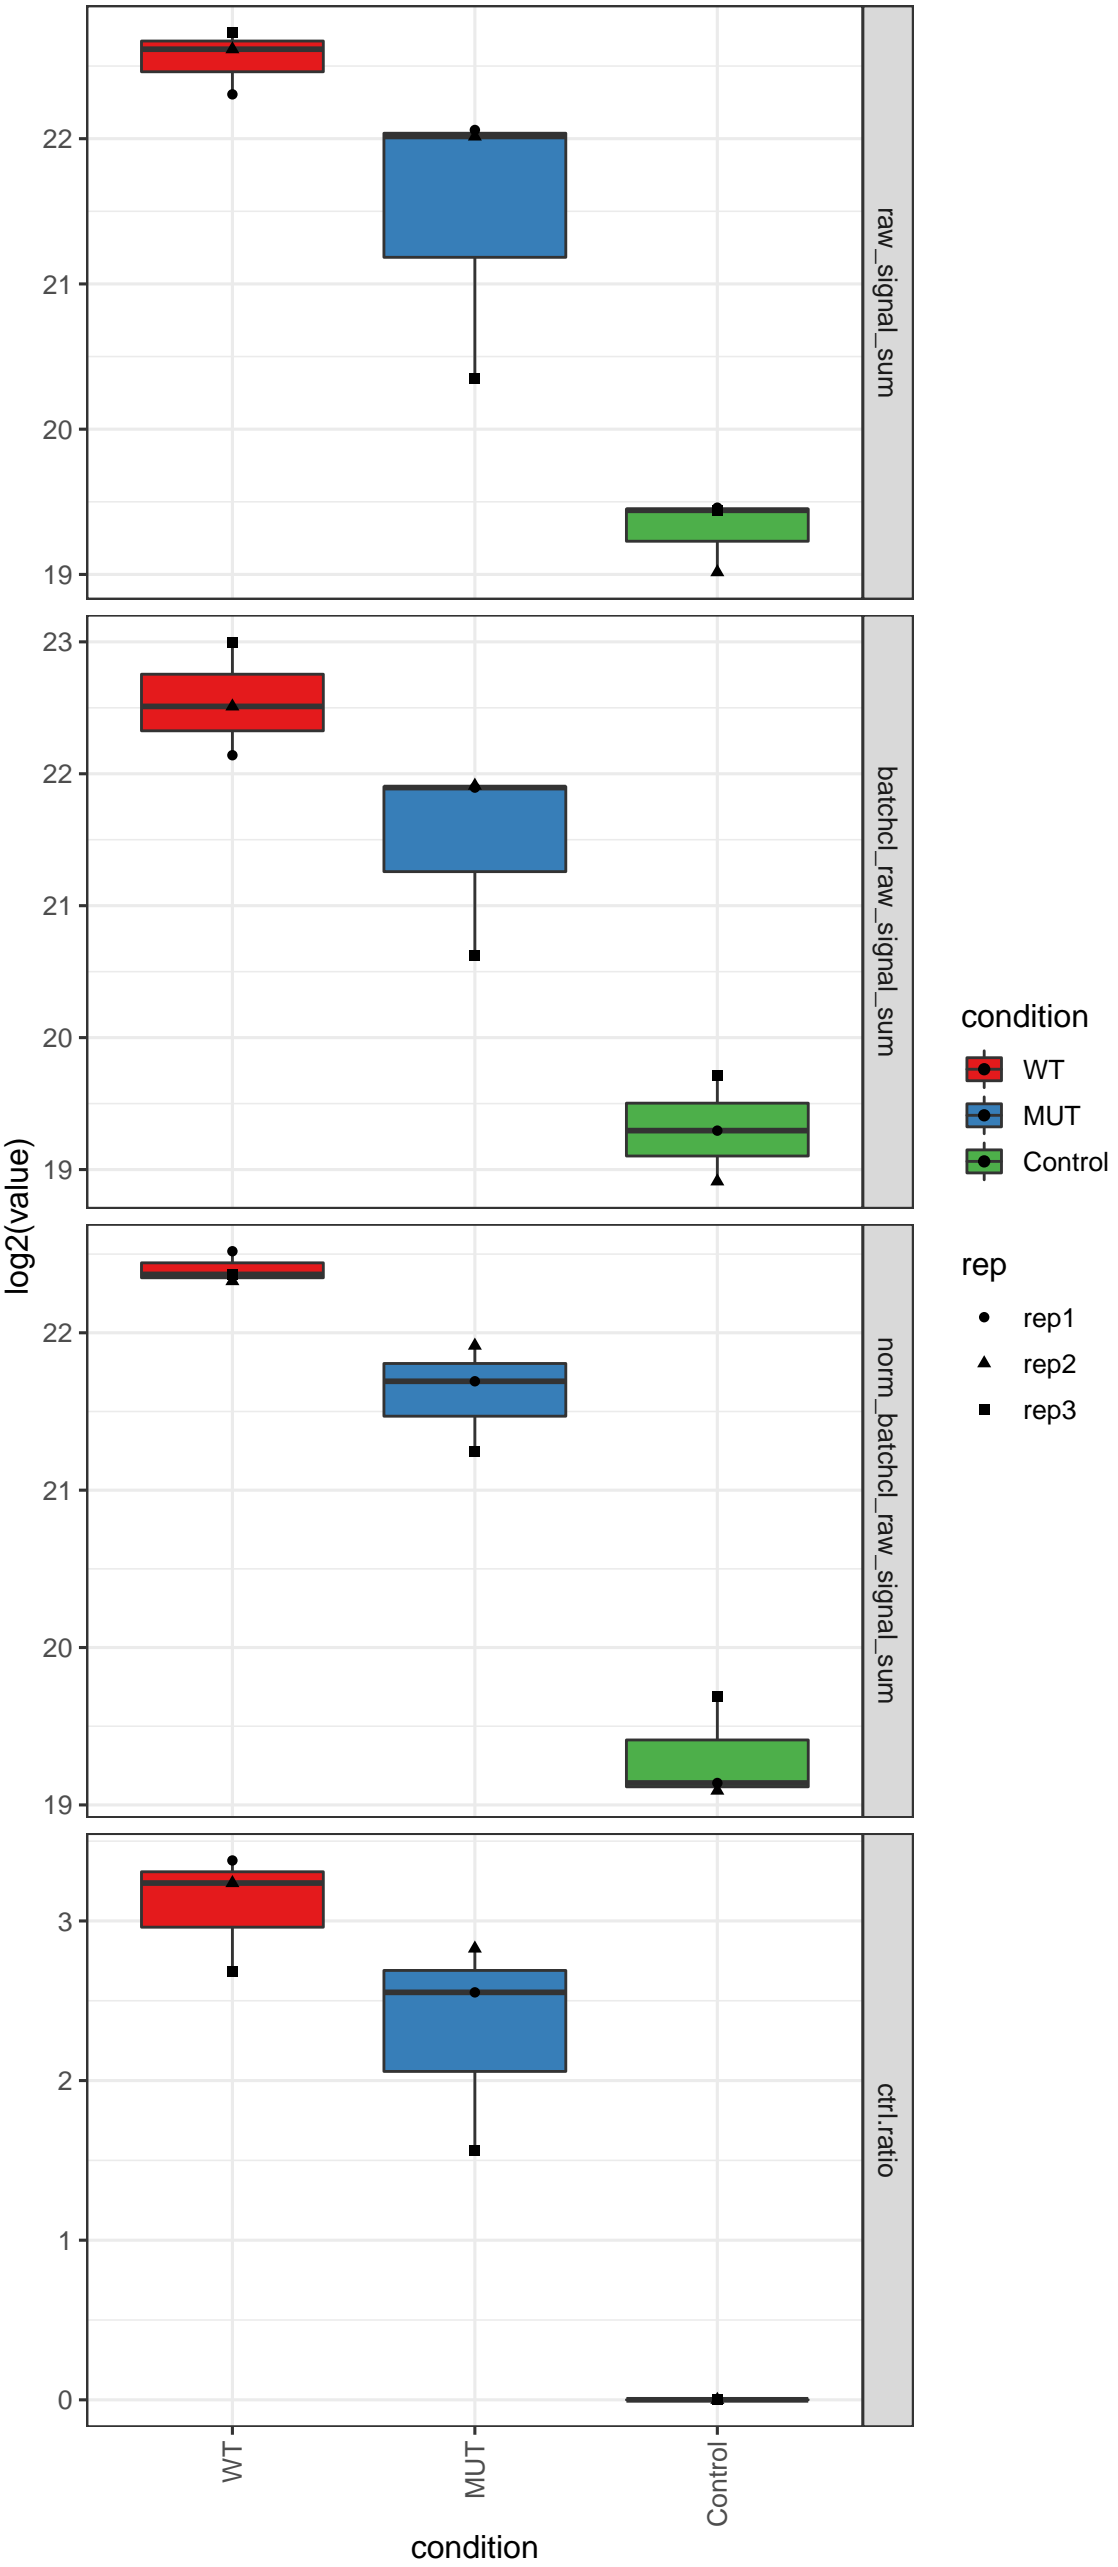 22
21
20
19
raw_signal_sum
23
22
21
20
19
batchcl_raw_signal_sum
22
21
20
19
norm_batchcl_raw_signal_sum
3
2
1
0
ctrl.ratio
log2(value)
WT
MUT
Control
condition
condition
WT
MUT
Control
rep
rep1
rep2
rep3